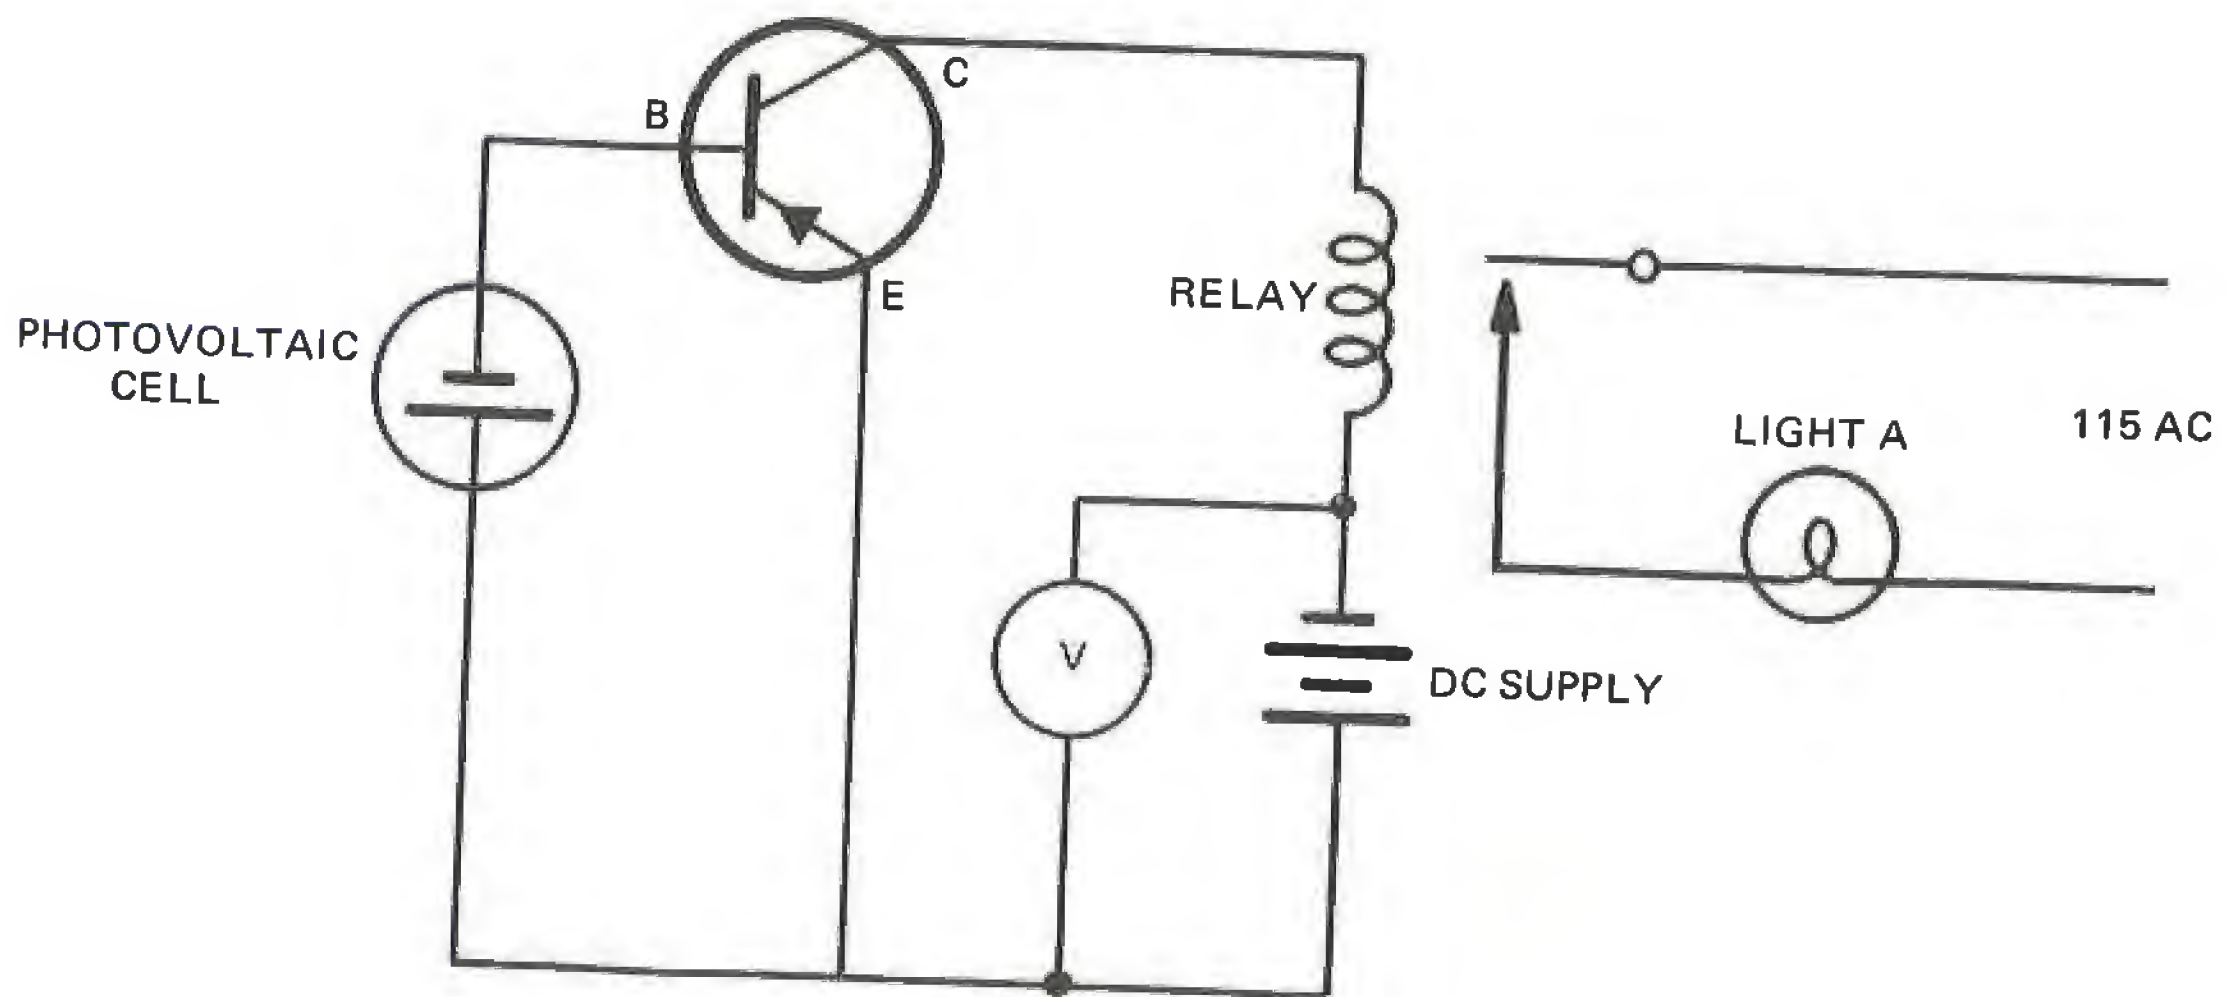 C
B
E
RELAY
PHOTOVOLTAIC
CELL
LIGHT A
115 AC
V
DC SUPPLY